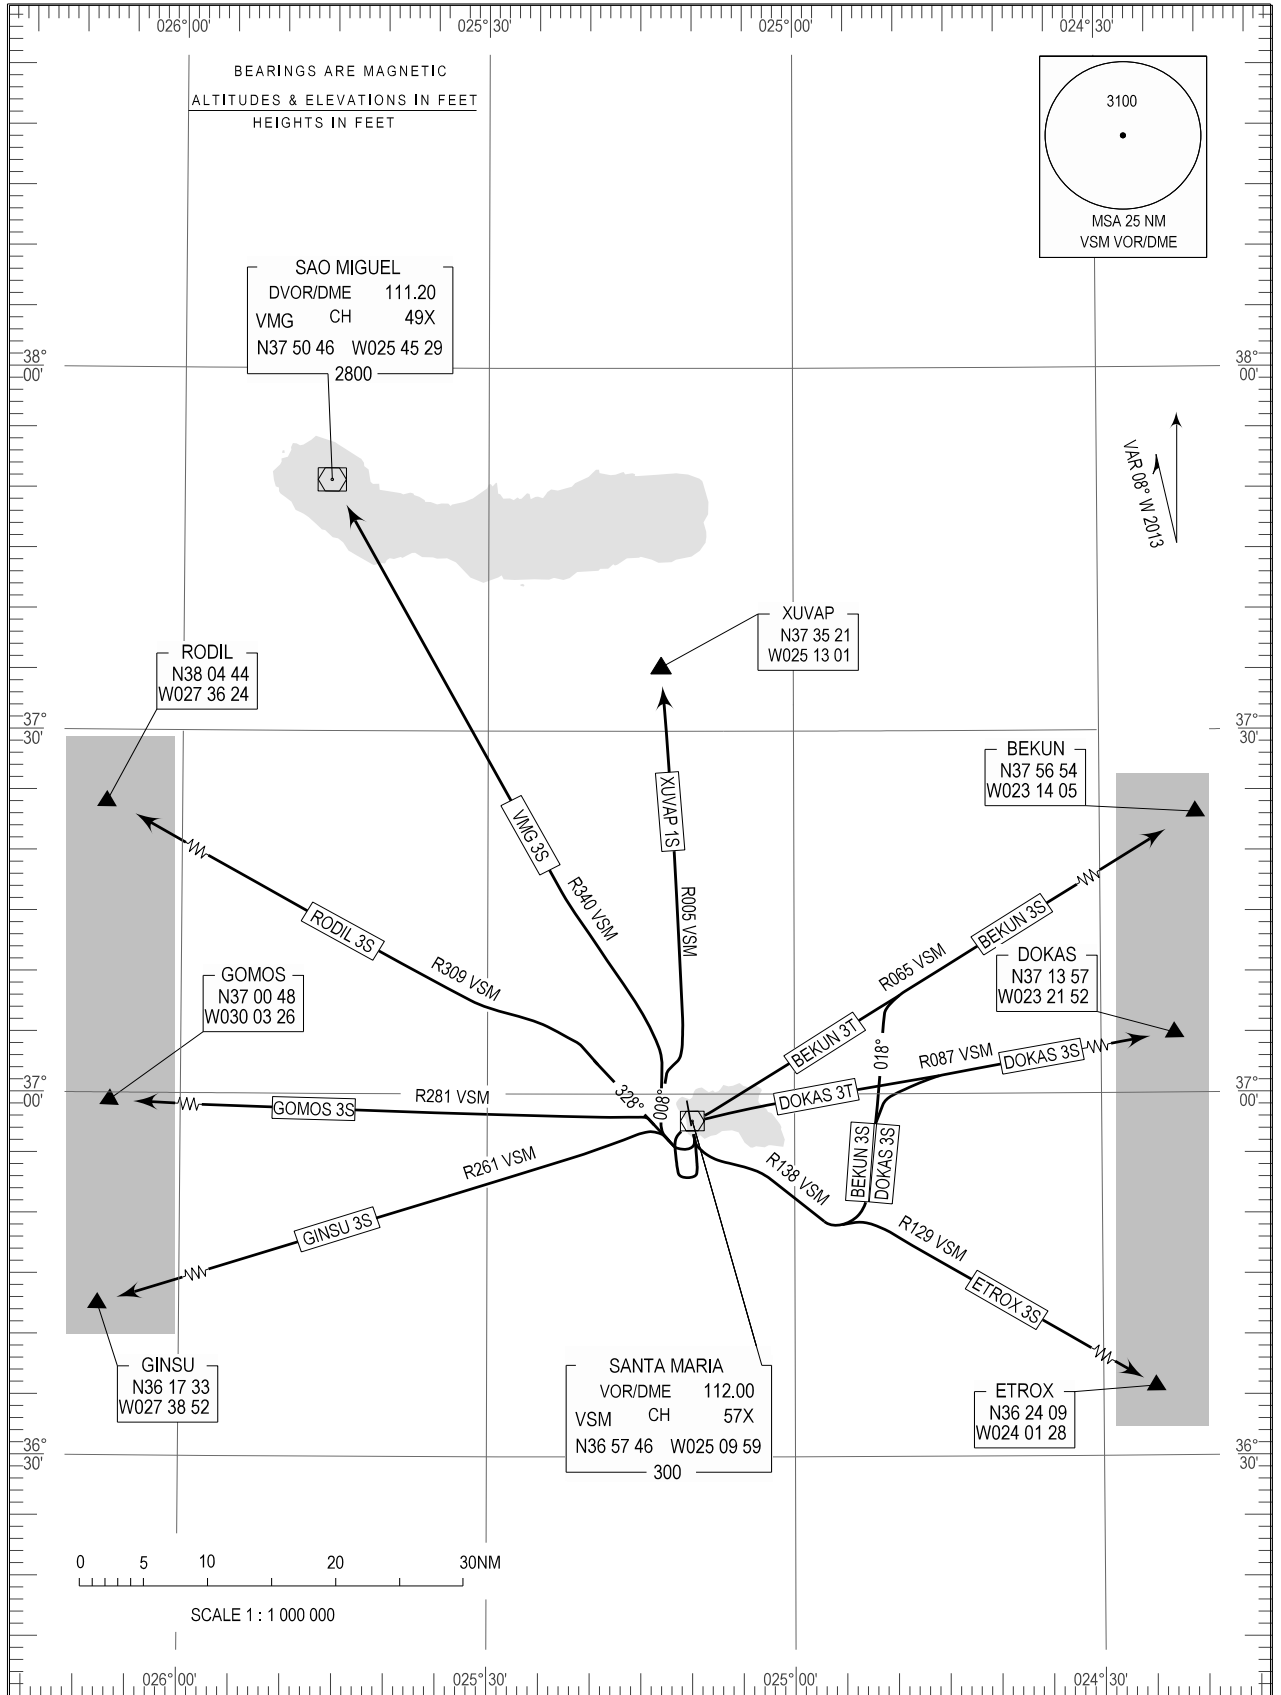 026°00'
025°30'
025°00'
024°30'
BEARINGS ARE MAGNETIC
ALTITUDES & ELEVATIONS IN FEET
HEIGHTS IN FEET
3100
MSA 25 NM
VSM VOR/DME
SAO MIGUEL
DVOR/DME 111.20
VMG CH 49X
N37 50 46 W025 45 29
2800
38°
00'
38°
00'
VAR 08° W 2013
XUVAP
N37 35 21
W025 13 01
RODIL
N38 04 44
W027 36 24
37°
30'
37°
30'
BEKUN
N37 56 54
W023 14 05
XUVAP 1S
VMG 3S
R340 VSM
R005 VSM
RODIL 3S
R309 VSM
BEKUN 3S
R065 VSM
DOKAS
N37 13 57
W023 21 52
GOMOS
N37 00 48
W030 03 26
BEKUN 3T
018°
R087 VSM
DOKAS 3S
DOKAS 3T
328°
008°
R281 VSM
GOMOS 3S
37°
00'
37°
00'
R261 VSM
GINSU 3S
R138 VSM
BEKUN 3S
DOKAS 3S
R129 VSM
ETROX 3S
GINSU
N36 17 33
W027 38 52
SANTA MARIA
VOR/DME 112.00
VSM CH 57X
N36 57 46 W025 09 59
300
ETROX
N36 24 09
W024 01 28
36°
30'
36°
30'
0 5 10 20 30NM
SCALE 1 : 1 000 000
026°00'
025°30'
025°00'
024°30'